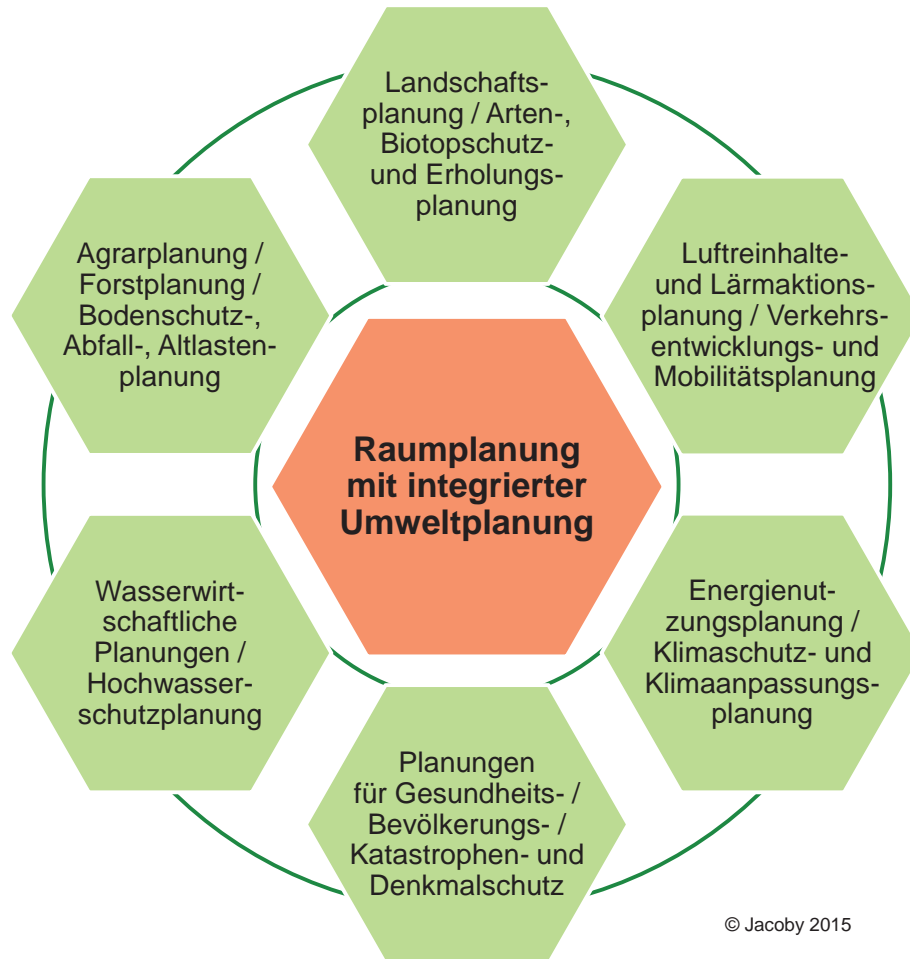 Landschafts-
planung / Arten-,
Biotopschutz-
und Erholungs-
planung
Agrarplanung /
Forstplanung /
Bodenschutz-,
Abfall-, Altlasten-
planung
Luftreinhalte-
und Lärmaktions-
planung / Verkehrs-
entwicklungs- und
Mobilitätsplanung
Raumplanung
mit integrierter
Umweltplanung
Wasserwirt-
schaftliche
Planungen /
Hochwasser-
schutzplanung
Energienut-
zungsplanung /
Klimaschutz- und
Klimaanpassungs-
planung
Planungen
für Gesundheits- /
Bevölkerungs- /
Katastrophen- und
Denkmalschutz
© Jacoby 2015